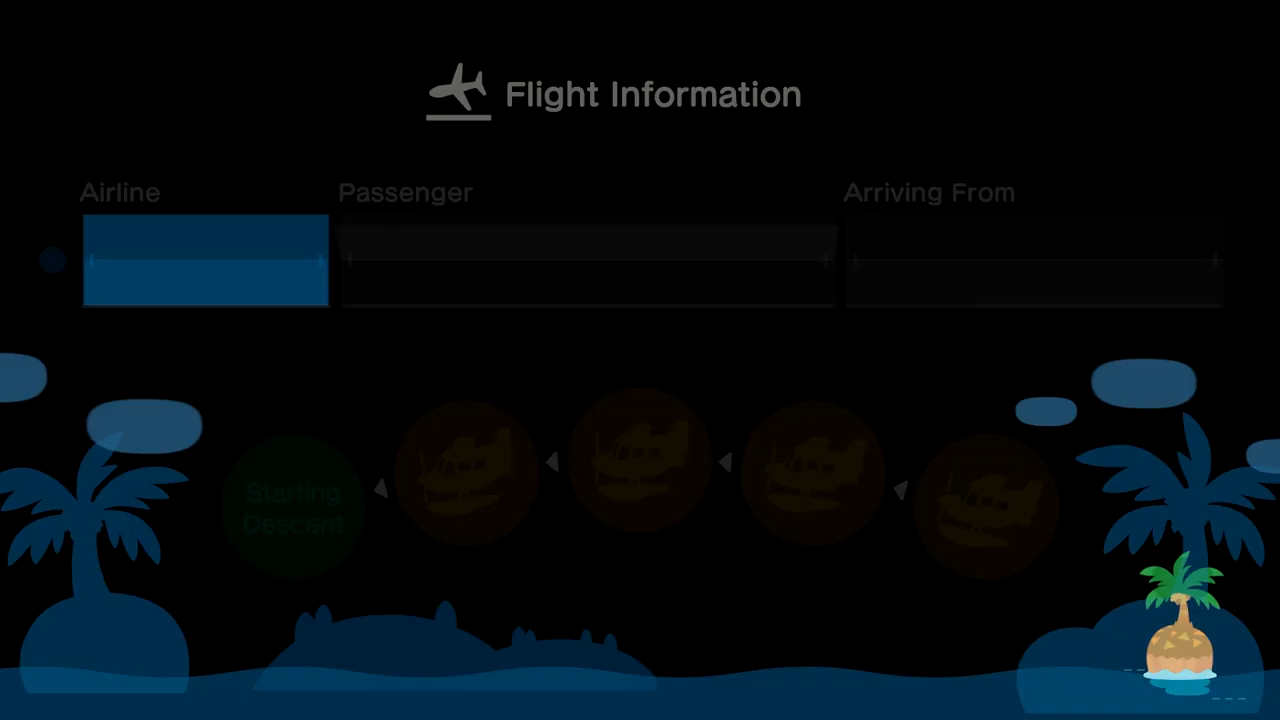 Flight Information
Airline
Passenger
Arriving From
Starting
Descent